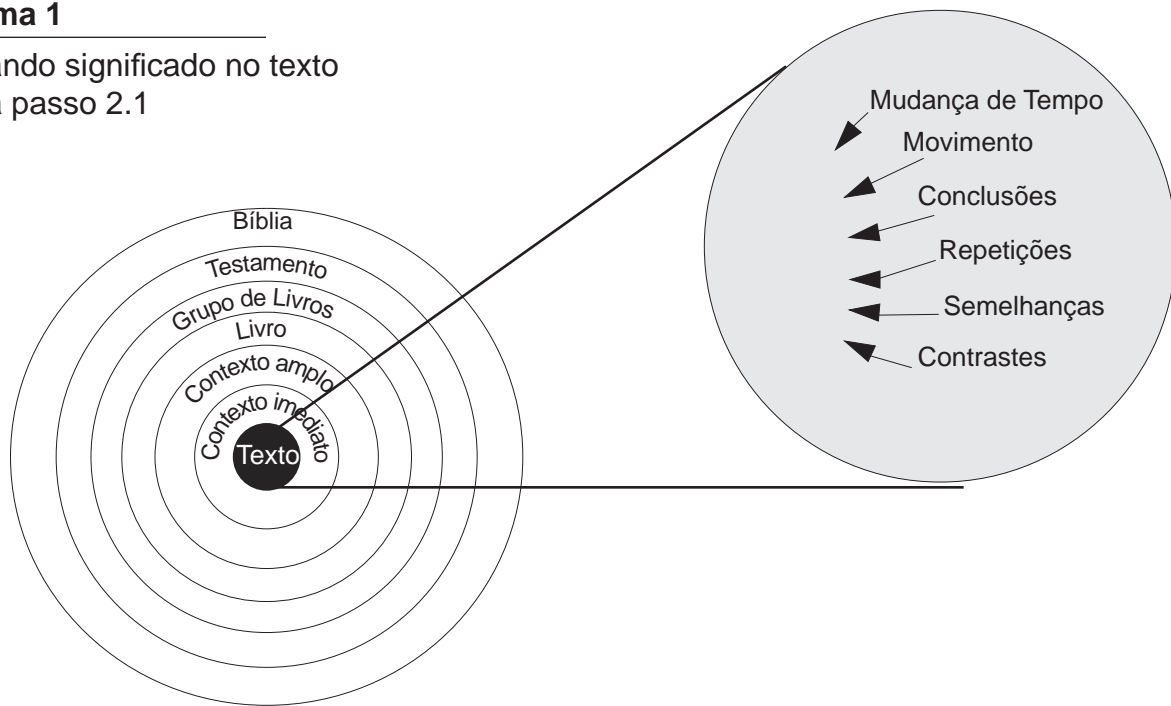 ma 1
ando significado no texto
a passo 2.1
Bíblia
Testamento
Grupo de Livros
Livro
Contexto amplo
Contexto imediato
Texto
Mudança de Tempo
Movimento
Conclusões
Repetições
Semelhanças
Contrastes